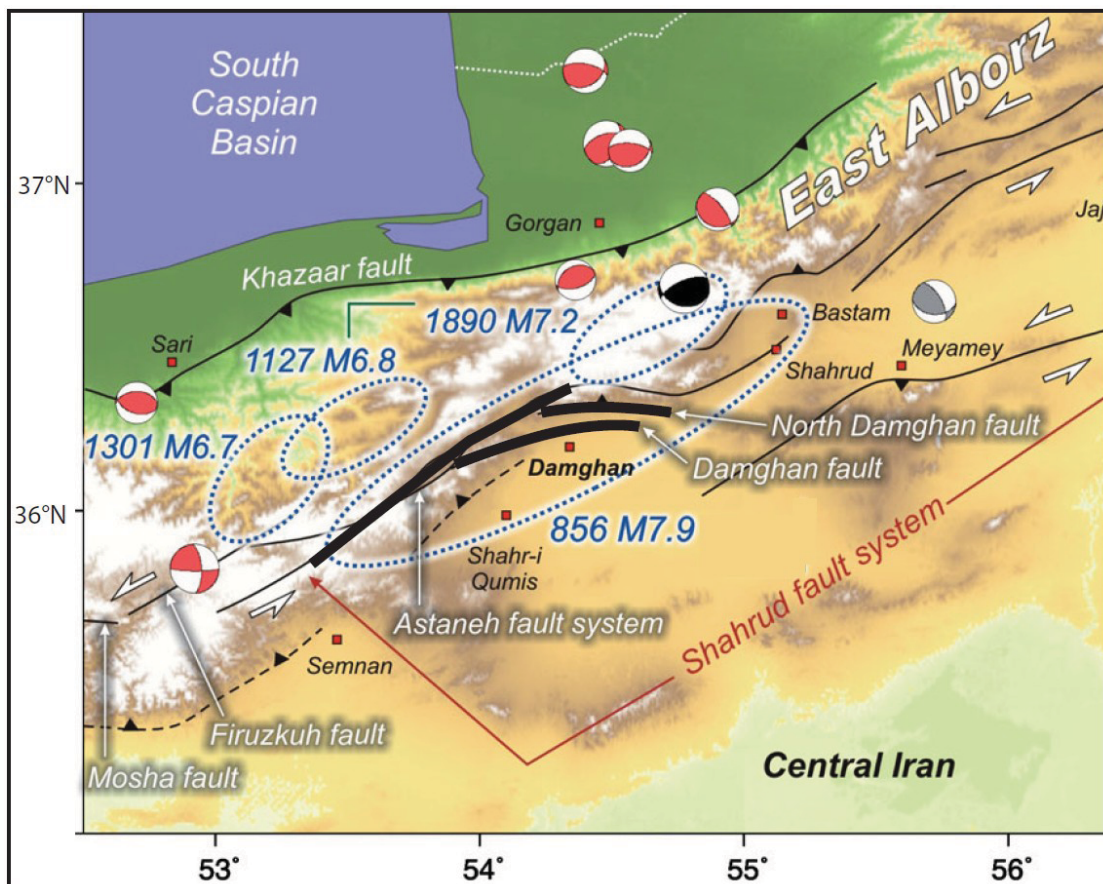 South
Caspian
Basin
East Alborz
37°N
Gorgan
Jaj
Khazaar fault
1890 M7.2
Bastam
1127 M6.8
Sari
Shahrud
Meyamey
1301 M6.7
North Damghan fault
Damghan
Damghan fault
36°N
856 M7.9
Shahr-i
Qumis
Astaneh fault system
Shahrud fault system
Semnan
Firuzkuh fault
Mosha fault
Central Iran
53°
54°
55°
56°